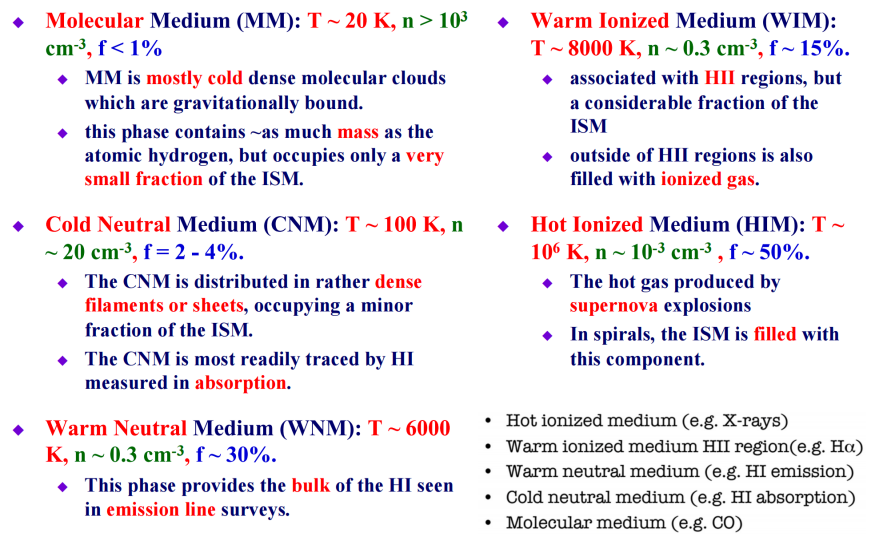 Molecular Medium (MM): T ~ 20 K, n > 10³
cm⁻³, f < 1%
MM is mostly cold dense molecular clouds
which are gravitationally bound.
this phase contains ~as much mass as the
atomic hydrogen, but occupies only a very
small fraction of the ISM.
Cold Neutral Medium (CNM): T ~ 100 K, n
~ 20 cm⁻³, f = 2 - 4%.
The CNM is distributed in rather dense
filaments or sheets, occupying a minor
fraction of the ISM.
The CNM is most readily traced by HI
measured in absorption.
Warm Neutral Medium (WNM): T ~ 6000
K, n ~ 0.3 cm⁻³, f ~ 30%.
This phase provides the bulk of the HI seen
in emission line surveys.
Warm Ionized Medium (WIM):
T ~ 8000 K, n ~ 0.3 cm⁻³, f ~ 15%.
associated with HII regions, but
a considerable fraction of the
ISM
outside of HII regions is also
filled with ionized gas.
Hot Ionized Medium (HIM): T ~
10⁶ K, n ~ 10⁻³ cm⁻³ , f ~ 50%.
The hot gas produced by
supernova explosions
In spirals, the ISM is filled with
this component.
• Hot ionized medium (e.g. X-rays)
• Warm ionized medium HII region(e.g. Hα)
• Warm neutral medium (e.g. HI emission)
• Cold neutral medium (e.g. HI absorption)
• Molecular medium (e.g. CO)